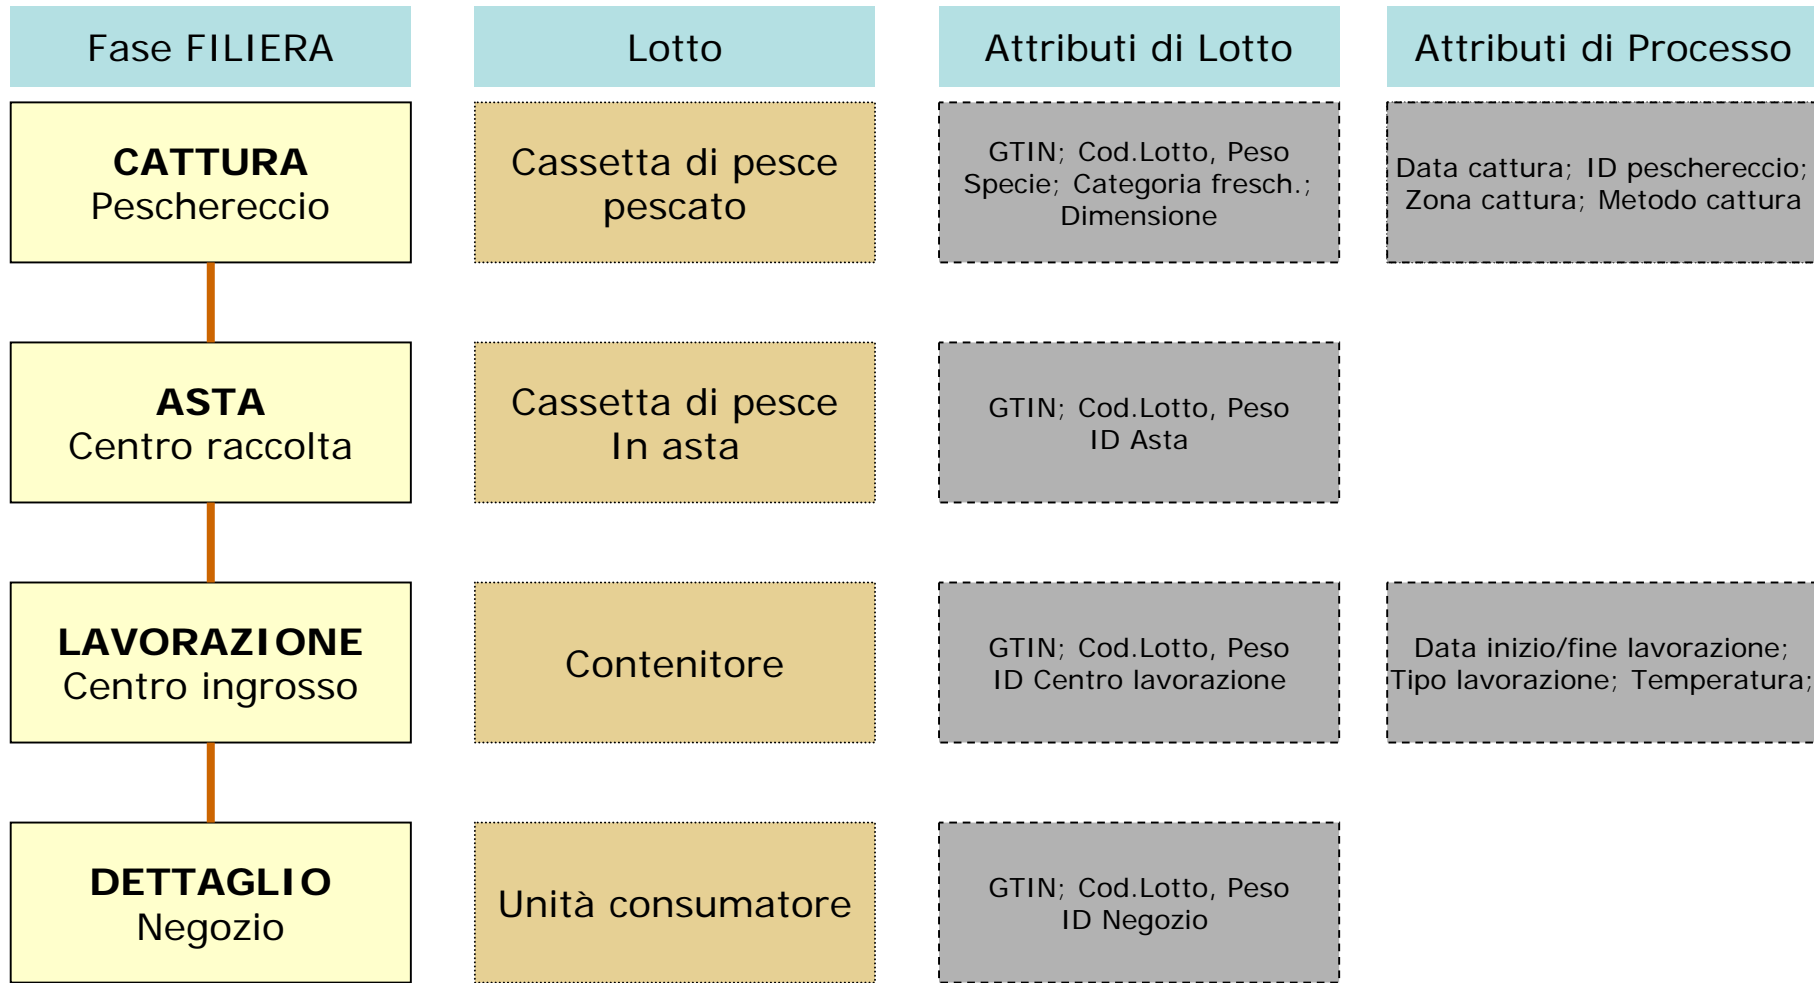 Fase FILIERA
Lotto
Attributi di Lotto
Attributi di Processo
CATTURA
Peschereccio
Cassetta di pesce
pescato
GTIN; Cod.Lotto, Peso
Specie; Categoria fresch.;
Dimensione
Data cattura; ID peschereccio;
Zona cattura; Metodo cattura
ASTA
Centro raccolta
Cassetta di pesce
In asta
GTIN; Cod.Lotto, Peso
ID Asta
LAVORAZIONE
Centro ingrosso
Contenitore
GTIN; Cod.Lotto, Peso
ID Centro lavorazione
Data inizio/fine lavorazione;
Tipo lavorazione; Temperatura;
DETTAGLIO
Negozio
Unità consumatore
GTIN; Cod.Lotto, Peso
ID Negozio